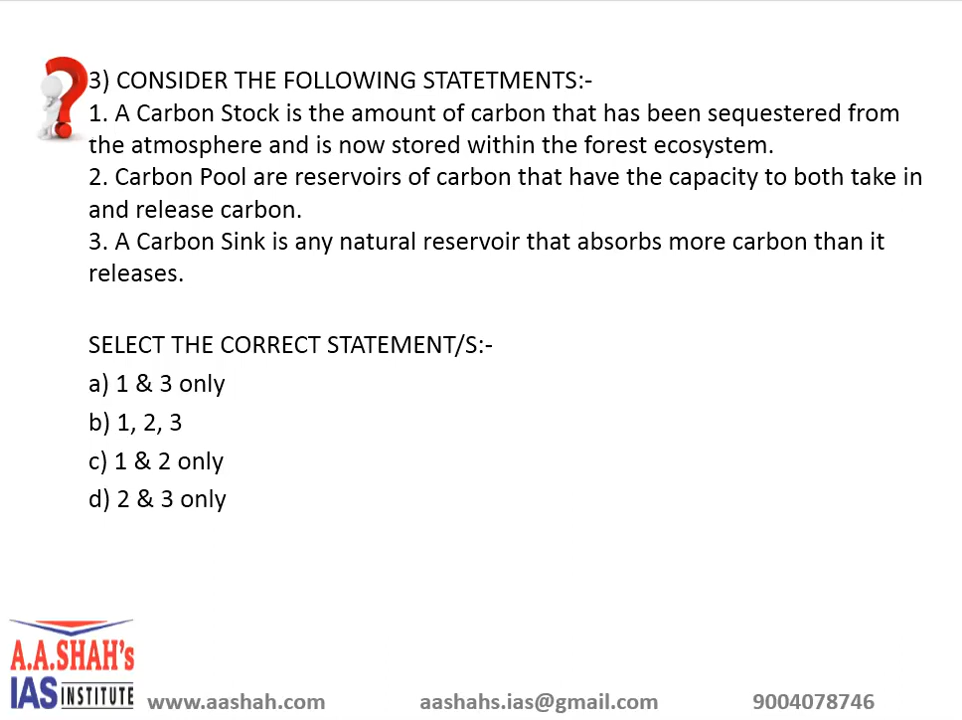 3) CONSIDER THE FOLLOWING STATETMENTS:-
1. A Carbon Stock is the amount of carbon that has been sequestered from
the atmosphere and is now stored within the forest ecosystem.
2. Carbon Pool are reservoirs of carbon that have the capacity to both take in
and release carbon.
3. A Carbon Sink is any natural reservoir that absorbs more carbon than it
releases.
SELECT THE CORRECT STATEMENT/S:-
a) 1 & 3 only
b) 1, 2, 3
c) 1 & 2 only
d) 2 & 3 only
A.A.SHAH's
IAS INSTITUTE
www.aashah.com aashahs.ias@gmail.com 9004078746